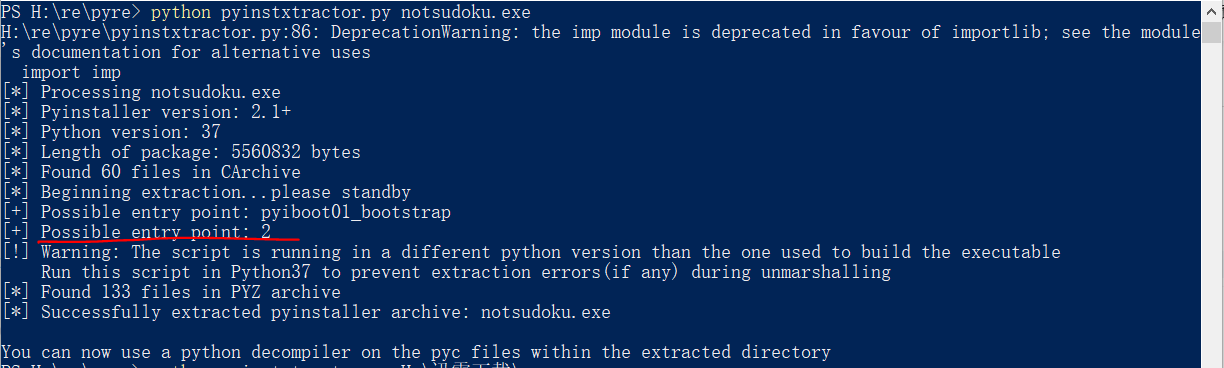 PS H:\re\pyre> python pyinstxtractor.py notsudoku.exe
H:\re\pyre\pyinstxtractor.py:86: DeprecationWarning: the imp module is deprecated in favour of importlib; see the module
's documentation for alternative uses
  import imp
[*] Processing notsudoku.exe
[*] Pyinstaller version: 2.1+
[*] Python version: 37
[*] Length of package: 5560832 bytes
[*] Found 60 files in CArchive
[*] Beginning extraction...please standby
[+] Possible entry point: pyiboot01_bootstrap
[+] Possible entry point: 2
[!] Warning: The script is running in a different python version than the one used to build the executable
    Run this script in Python37 to prevent extraction errors(if any) during unmarshalling
[*] Found 133 files in PYZ archive
[*] Successfully extracted pyinstaller archive: notsudoku.exe
You can now use a python decompiler on the pyc files within the extracted directory